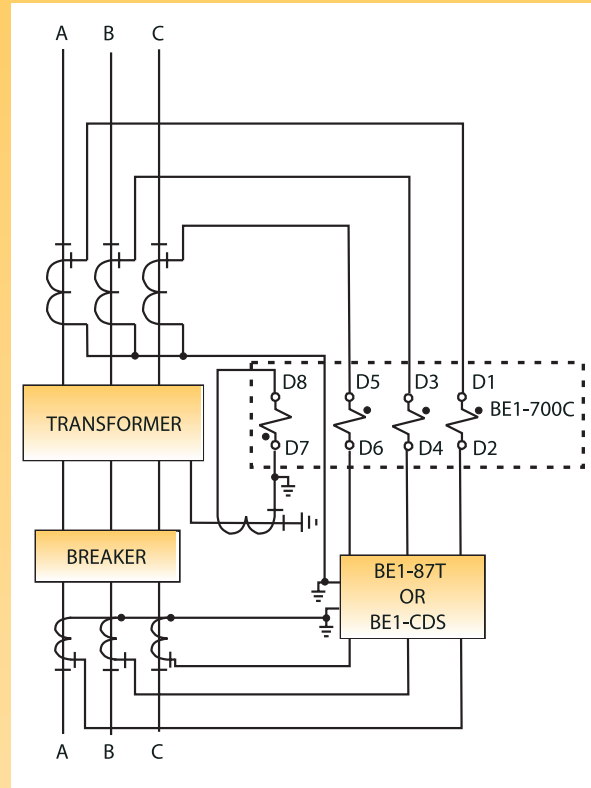 A B C
D8 D5 D3 D1
BE1-700C
TRANSFORMER
D7 D6 D4 D2
BREAKER
BE1-87T
OR
BE1-CDS
A B C